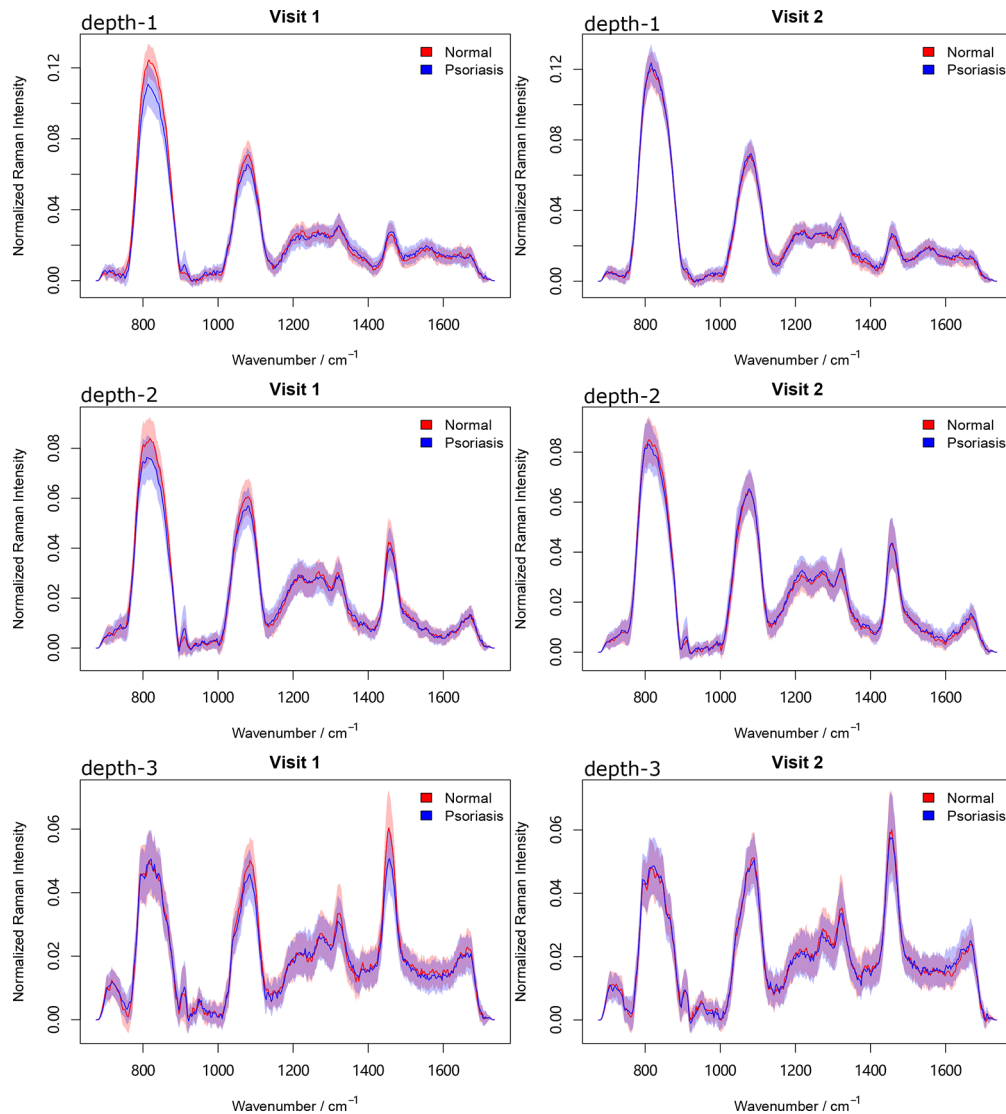 depth-1
Visit 1
Normalized Raman Intensity
0.00
0.04
0.08
0.12
Normal
Psoriasis
800
1000
1200
1400
1600
Wavenumber / cm⁻¹
depth-1
Visit 2
Normalized Raman Intensity
0.00
0.04
0.08
0.12
Normal
Psoriasis
800
1000
1200
1400
1600
Wavenumber / cm⁻¹
depth-2
Visit 1
Normalized Raman Intensity
0.00
0.02
0.04
0.06
0.08
Normal
Psoriasis
800
1000
1200
1400
1600
Wavenumber / cm⁻¹
depth-2
Visit 2
Normalized Raman Intensity
0.00
0.02
0.04
0.06
0.08
Normal
Psoriasis
800
1000
1200
1400
1600
Wavenumber / cm⁻¹
depth-3
Visit 1
Normalized Raman Intensity
0.00
0.02
0.04
0.06
Normal
Psoriasis
800
1000
1200
1400
1600
Wavenumber / cm⁻¹
depth-3
Visit 2
Normalized Raman Intensity
0.00
0.02
0.04
0.06
Normal
Psoriasis
800
1000
1200
1400
1600
Wavenumber / cm⁻¹